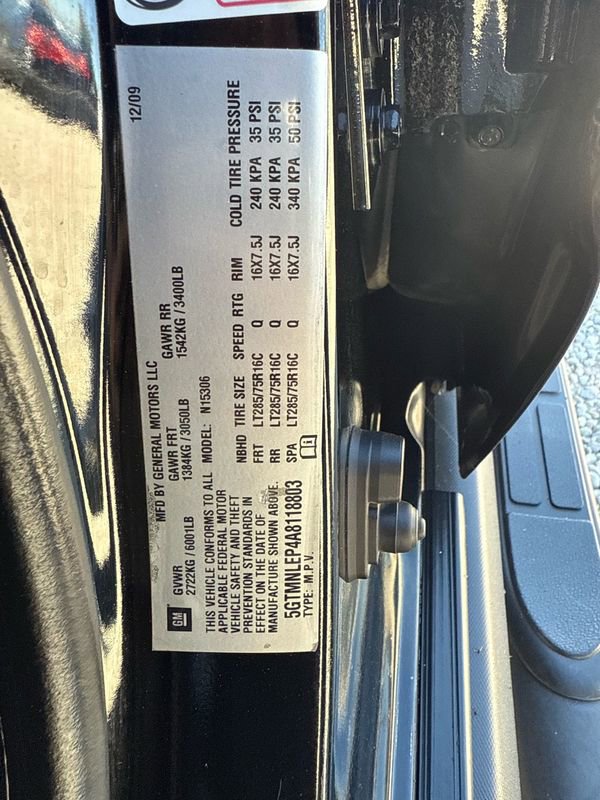 MFD BY GENERAL MOTORS LLC 12/09
GM
GVWR GAWR FRT GAWR RR
2722KG / 6001LB 1384KG / 3050LB 1542KG / 3400LB
THIS VEHICLE CONFORMS TO ALL MODEL: N15306
APPLICABLE FEDERAL MOTOR
VEHICLE SAFETY AND THEFT
PREVENTION STANDARDS IN
EFFECT ON THE DATE OF
MANUFACTURE SHOWN ABOVE.
5GTMNLEP4A8118803
TYPE: M.P.V.
NBHD TIRE SIZE SPEED RTG RIM COLD TIRE PRESSURE
FRT LT285/75R16C Q 16X7.5J 240 KPA 35 PSI
RR LT285/75R16C Q 16X7.5J 240 KPA 35 PSI
SPA LT285/75R16C Q 16X7.5J 340 KPA 50 PSI